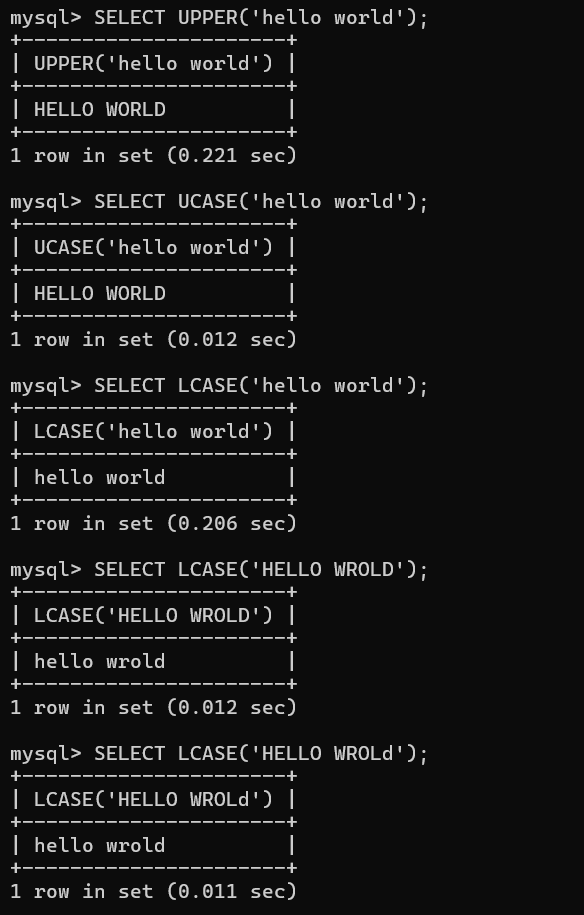 mysql> SELECT UPPER('hello world');
+----------------------+
| UPPER('hello world') |
+----------------------+
| HELLO WORLD          |
+----------------------+
1 row in set (0.221 sec)

mysql> SELECT UCASE('hello world');
+----------------------+
| UCASE('hello world') |
+----------------------+
| HELLO WORLD          |
+----------------------+
1 row in set (0.012 sec)

mysql> SELECT LCASE('hello world');
+----------------------+
| LCASE('hello world') |
+----------------------+
| hello world          |
+----------------------+
1 row in set (0.206 sec)

mysql> SELECT LCASE('HELLO WROLD');
+----------------------+
| LCASE('HELLO WROLD') |
+----------------------+
| hello wrold          |
+----------------------+
1 row in set (0.012 sec)

mysql> SELECT LCASE('HELLO WROLd');
+----------------------+
| LCASE('HELLO WROLd') |
+----------------------+
| hello wrold          |
+----------------------+
1 row in set (0.011 sec)